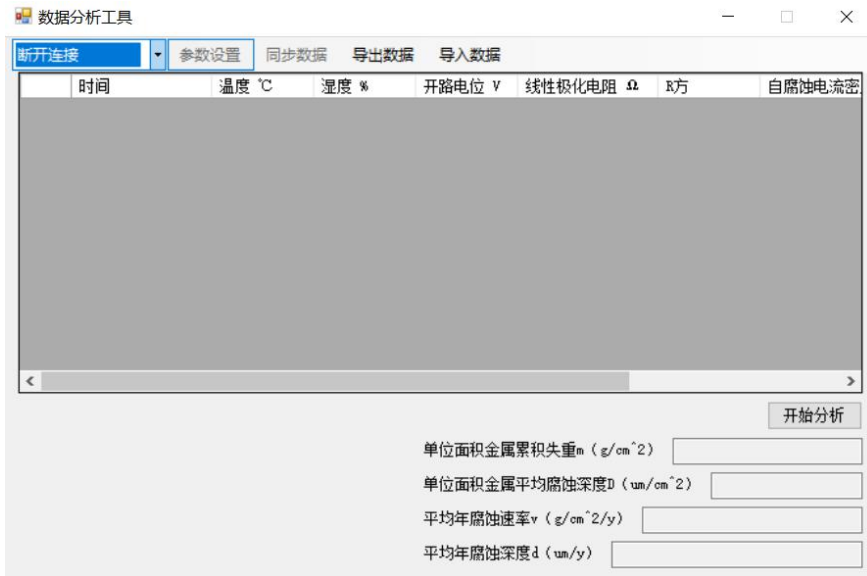 数据分析工具
断开连接 参数设置 同步数据 导出数据 导入数据
时间 温度 ℃ 湿度 % 开路电位 V 线性极化电阻 Ω R方 自腐蚀电流密
开始分析
单位面积金属累积失重m（g/cm^2）
单位面积金属平均腐蚀深度D（um/cm^2）
平均年腐蚀速率v（g/cm^2/y）
平均年腐蚀深度d（um/y）